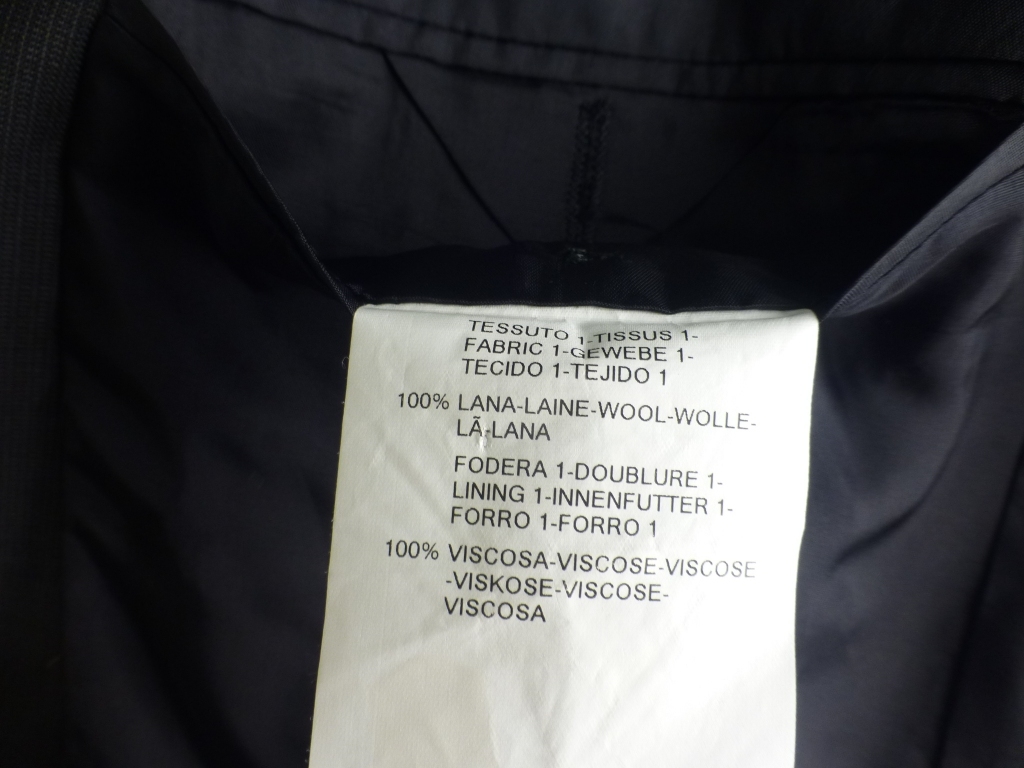 TESSUTO 1-TISSUS 1-
FABRIC 1-GEWEBE 1-
TECIDO 1-TEJIDO 1
100% LANA-LAINE-WOOL-WOLLE-
LÃ-LANA
FODERA 1-DOUBLURE 1-
LINING 1-INNENFUTTER 1-
FORRO 1-FORRO 1
100% VISCOSA-VISCOSE-VISCOSE
-VISKOSE-VISCOSE-
VISCOSA